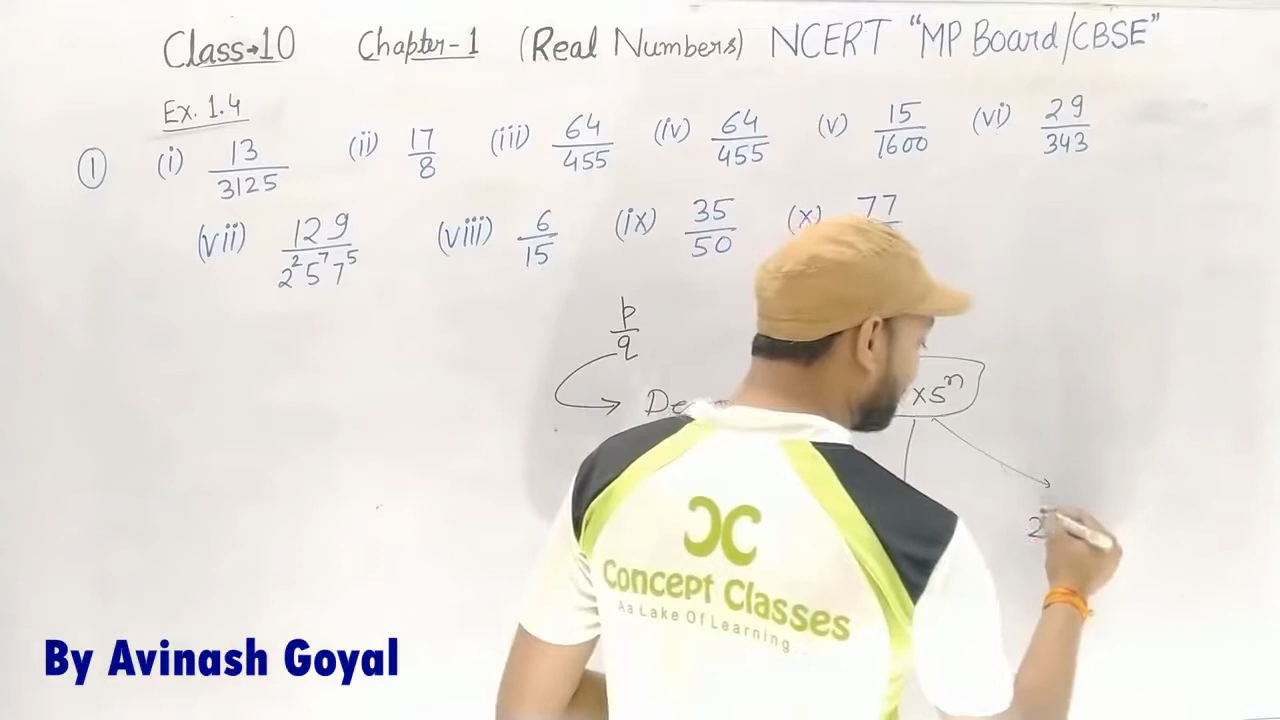 Class→10 Chapter-1 (Real Numbers) NCERT "MP Board/CBSE"
Ex. 1.4
① (i) 13/3125 (ii) 17/8 (iii) 64/455 (iv) 64/455 (v) 15/1600 (vi) 29/343
(vii) 129/2²5⁷7⁵ (viii) 6/15 (ix) 35/50 (x) 77
p/q
×5ⁿ
2
Concept Classes
Aa Lake Of Learning
By Avinash Goyal